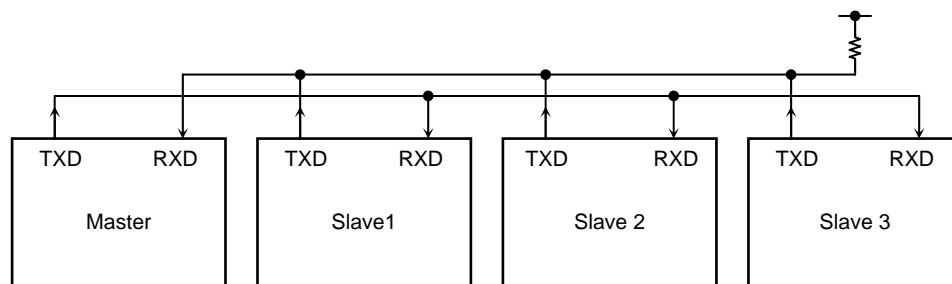 TXD RXD TXD RXD TXD RXD TXD RXD
Master Slave1 Slave 2 Slave 3